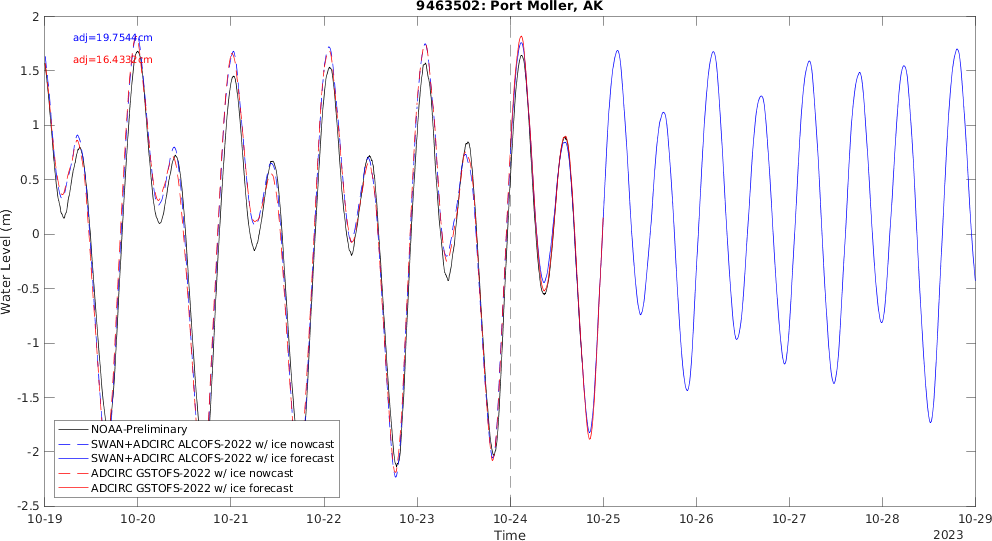 9463502: Port Moller, AK
adj=19.7544cm
adj=16.4332cm
2
1.5
1
0.5
0
-0.5
-1
-1.5
-2
-2.5
Water Level (m)
NOAA-Preliminary
SWAN+ADCIRC ALCOFS-2022 w/ ice nowcast
SWAN+ADCIRC ALCOFS-2022 w/ ice forecast
ADCIRC GSTOFS-2022 w/ ice nowcast
ADCIRC GSTOFS-2022 w/ ice forecast
10-19 10-20 10-21 10-22 10-23 10-24 10-25 10-26 10-27 10-28 10-29
Time
2023